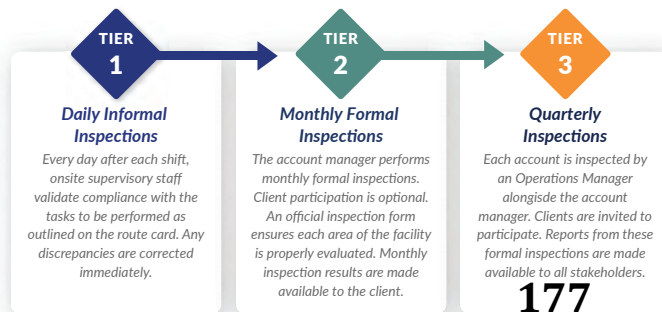 TIER
1
Daily Informal
Inspections
Every day after each shift,
onsite supervisory staff
validate compliance with the
tasks to be performed as
outlined on the route card. Any
discrepancies are corrected
immediately.
TIER
2
Monthly Formal
Inspections
The account manager performs
monthly formal inspections.
Client participation is optional.
An official inspection form
ensures each area of the facility
is properly evaluated. Monthly
inspection results are made
available to the client.
TIER
3
Quarterly
Inspections
Each account is inspected by
an Operations Manager
alongisde the account
manager. Clients are invited to
participate. Reports from these
formal inspections are made
available to all stakeholders.
177